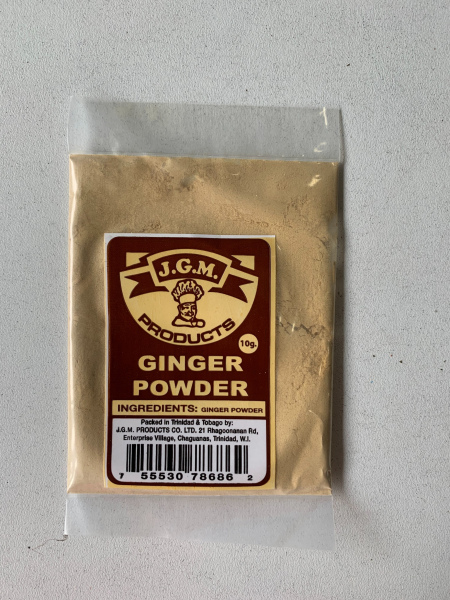 J.G.M.
PRODUCTS
10g.
GINGER
POWDER
INGREDIENTS: GINGER POWDER
Packed in Trinidad & Tobago by:
J.G.M. PRODUCTS CO. LTD. 21 Rhagoonanan Rd,
Enterprise Village, Chaguanas, Trinidad, W.I.
7 55530 78686 2